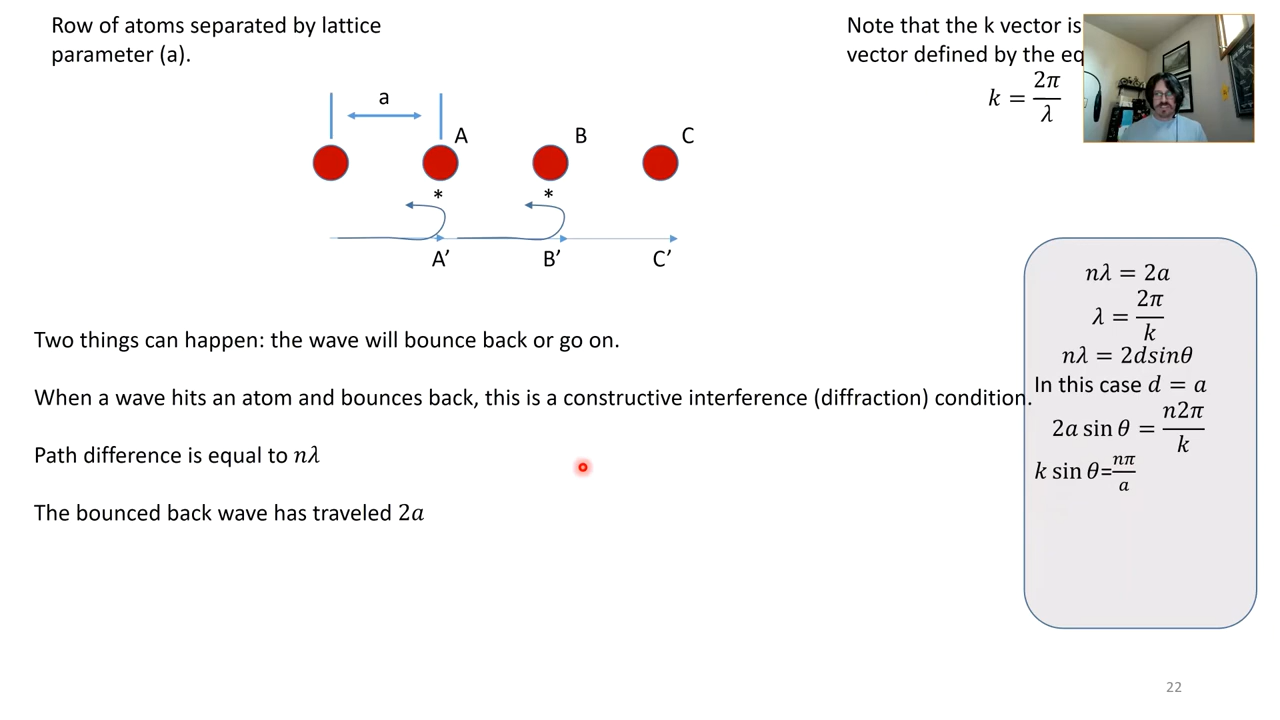 Row of atoms separated by lattice
parameter (a).
Note that the k vector is
vector defined by the eq
k = 2π/λ
a
A
B
C
*
*
A′
B′
C′
Two things can happen: the wave will bounce back or go on.
When a wave hits an atom and bounces back, this is a constructive interference (diffraction) condition.
Path difference is equal to nλ
The bounced back wave has traveled 2a
nλ = 2a
λ = 2π/k
nλ = 2dsinθ
In this case d = a
2a sin θ = n2π/k
k sin θ=nπ/a
22